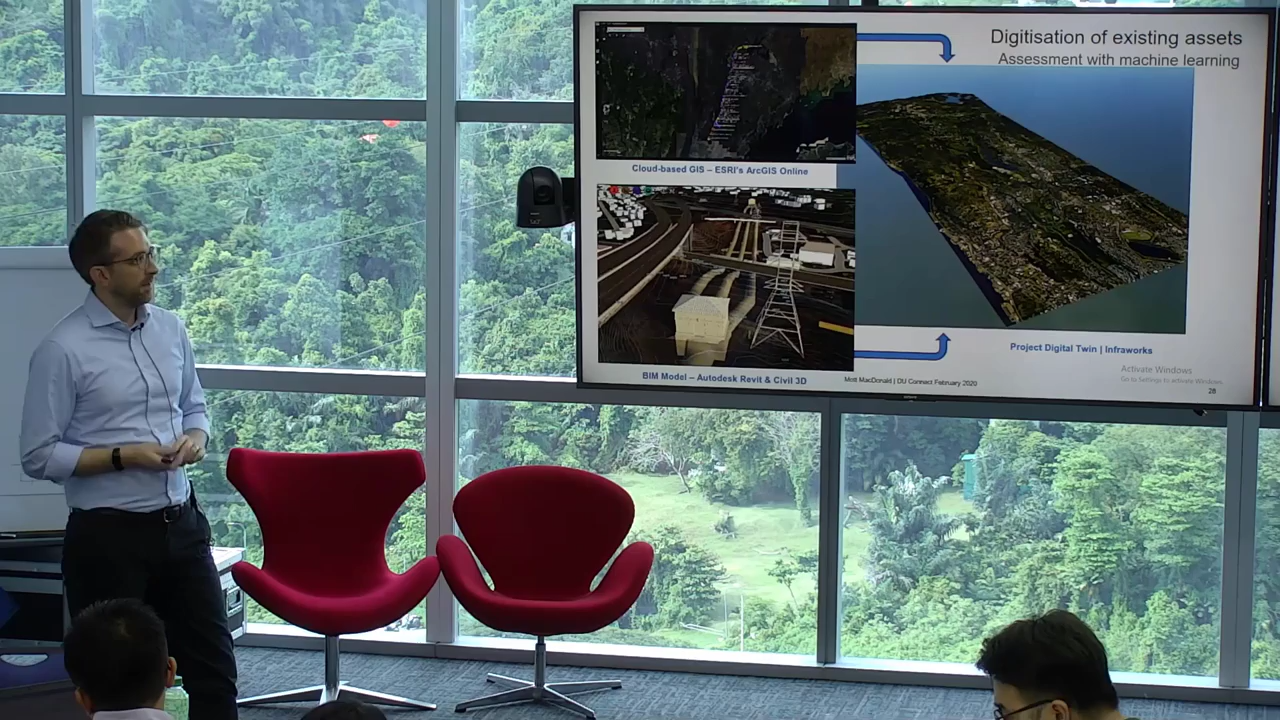 Digitisation of existing assets
Assessment with machine learning
Cloud-based GIS – ESRI's ArcGIS Online
BIM Model – Autodesk Revit & Civil 3D
Project Digital Twin | Infraworks
Mott MacDonald | DU Connect February 2020
Activate Windows
Go to Settings to activate Windows.
28